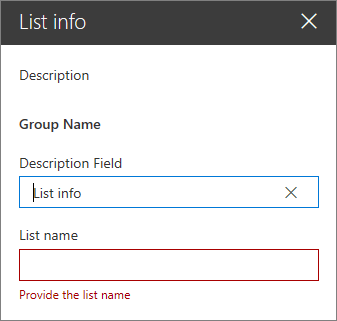 List info
Description
Group Name
Description Field
List info
List name
Provide the list name